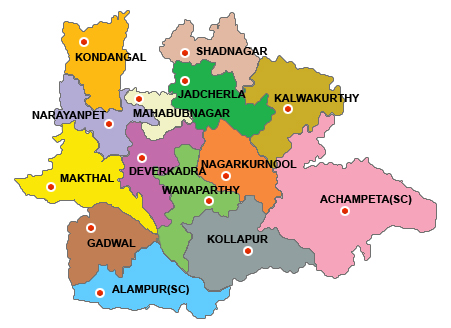 SHADNAGAR
KONDANGAL
JADCHERLA
KALWAKURTHY
MAHABUBNAGAR
NARAYANPET
NAGARKURNOOL
DEVERKADRA
MAKTHAL
WANAPARTHY
ACHAMPETA(SC)
KOLLAPUR
GADWAL
ALAMPUR(SC)